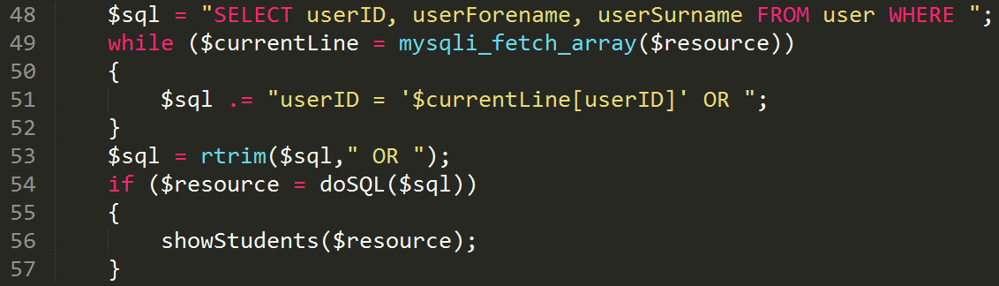 48 $sql = "SELECT userID, userForename, userSurname FROM user WHERE ";
49 while ($currentLine = mysqli_fetch_array($resource))
50 {
51 $sql .= "userID = '$currentLine[userID]' OR ";
52 }
53 $sql = rtrim($sql," OR ");
54 if ($resource = doSQL($sql))
55 {
56 showStudents($resource);
57 }